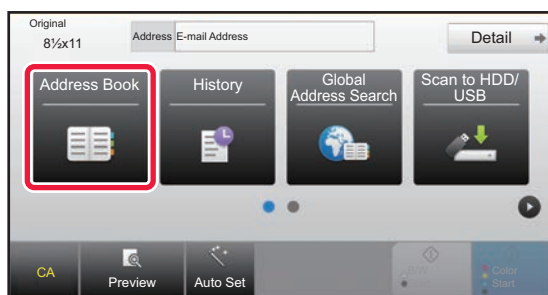 Original
8½x11
Address E-mail Address
Detail
Address Book
History
Global
Address Search
Scan to HDD/
USB
CA
Preview
Auto Set
Color
Start